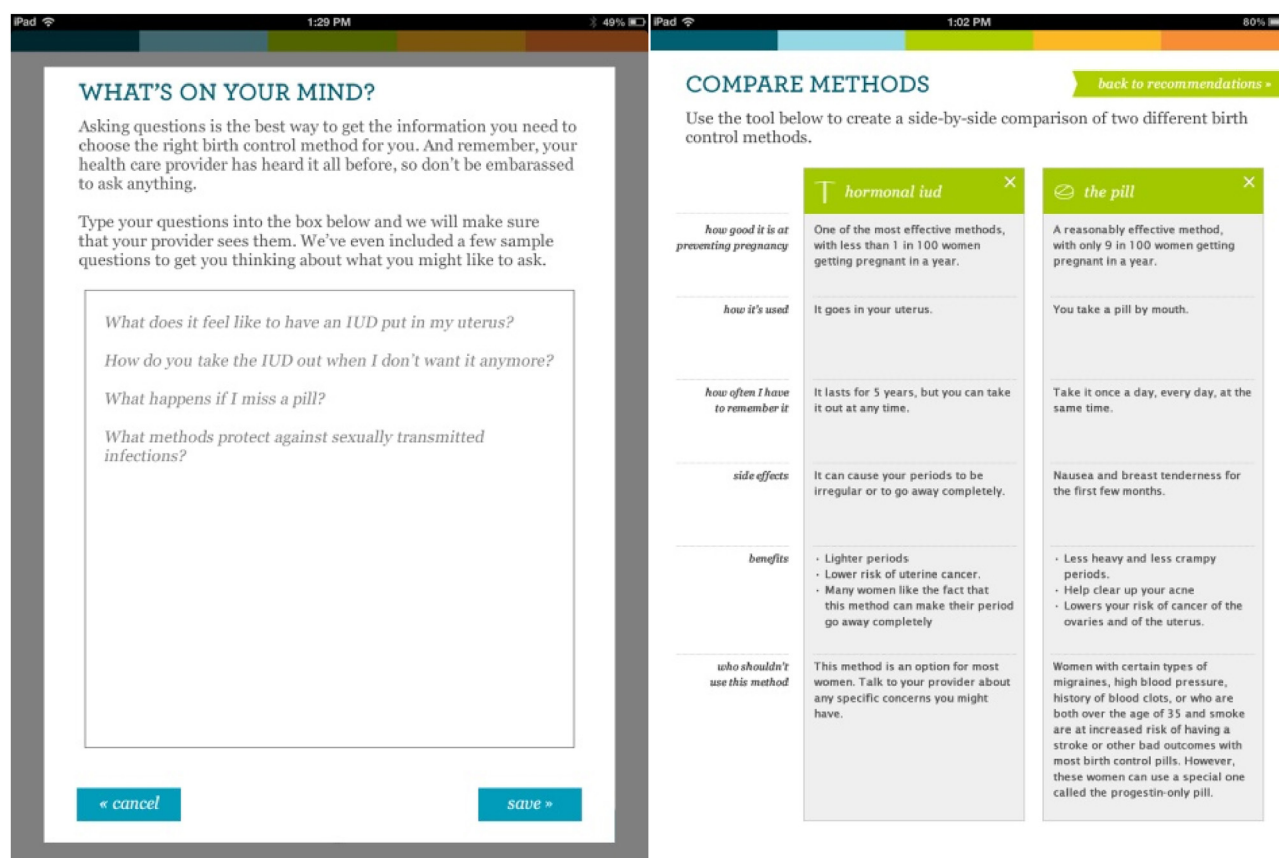 iPad 1:29 PM 49%
WHAT'S ON YOUR MIND?
Asking questions is the best way to get the information you need to
choose the right birth control method for you. And remember, your
health care provider has heard it all before, so don't be embarassed
to ask anything.
Type your questions into the box below and we will make sure
that your provider sees them. We've even included a few sample
questions to get you thinking about what you might like to ask.
What does it feel like to have an IUD put in my uterus?
How do you take the IUD out when I don't want it anymore?
What happens if I miss a pill?
What methods protect against sexually transmitted
infections?
« cancel
save »
iPad 1:02 PM 80%
COMPARE METHODS
back to recommendations »
Use the tool below to create a side-by-side comparison of two different birth
control methods.
hormonal iud ×
the pill ×
how good it is at
preventing pregnancy
One of the most effective methods,
with less than 1 in 100 women
getting pregnant in a year.
A reasonably effective method,
with only 9 in 100 women getting
pregnant in a year.
how it's used
It goes in your uterus.
You take a pill by mouth.
how often I have
to remember it
It lasts for 5 years, but you can take
it out at any time.
Take it once a day, every day, at the
same time.
side effects
It can cause your periods to be
irregular or to go away completely.
Nausea and breast tenderness for
the first few months.
benefits
· Lighter periods
· Lower risk of uterine cancer.
· Many women like the fact that
this method can make their period
go away completely
· Less heavy and less crampy
periods.
· Help clear up your acne
· Lowers your risk of cancer of the
ovaries and of the uterus.
who shouldn't
use this method
This method is an option for most
women. Talk to your provider about
any specific concerns you might
have.
Women with certain types of
migraines, high blood pressure,
history of blood clots, or who are
both over the age of 35 and smoke
are at increased risk of having a
stroke or other bad outcomes with
most birth control pills. However,
these women can use a special one
called the progestin-only pill.